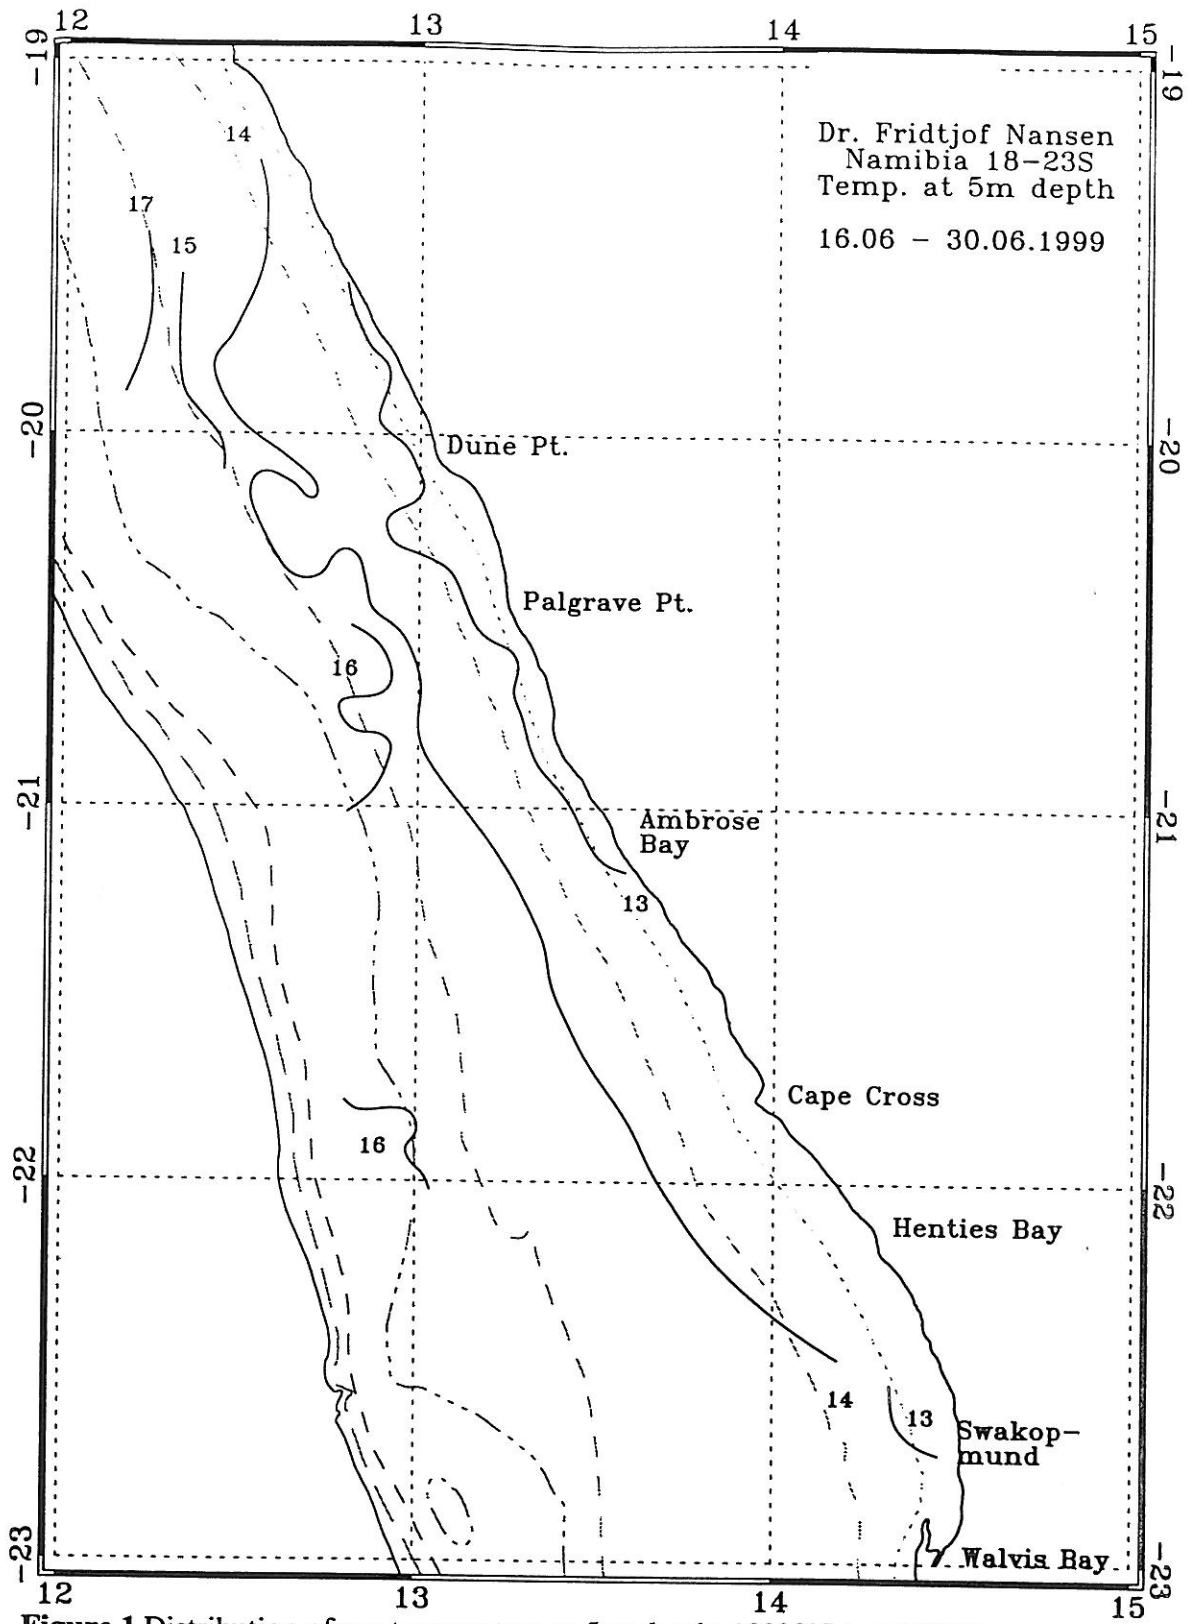 12 13 14 15
-19 -19
14
Dr. Fridtjof Nansen
Namibia 18-23S
Temp. at 5m depth
17
15
16.06 - 30.06.1999
-20 -20
Dune Pt.
Palgrave Pt.
16
-21 -21
Ambrose
Bay
13
Cape Cross
16
-22 -22
Henties Bay
14
13
Swakop-
mund
-23 -23
Walvis Bay
12 13 14 15
Figure 1 Distribution of